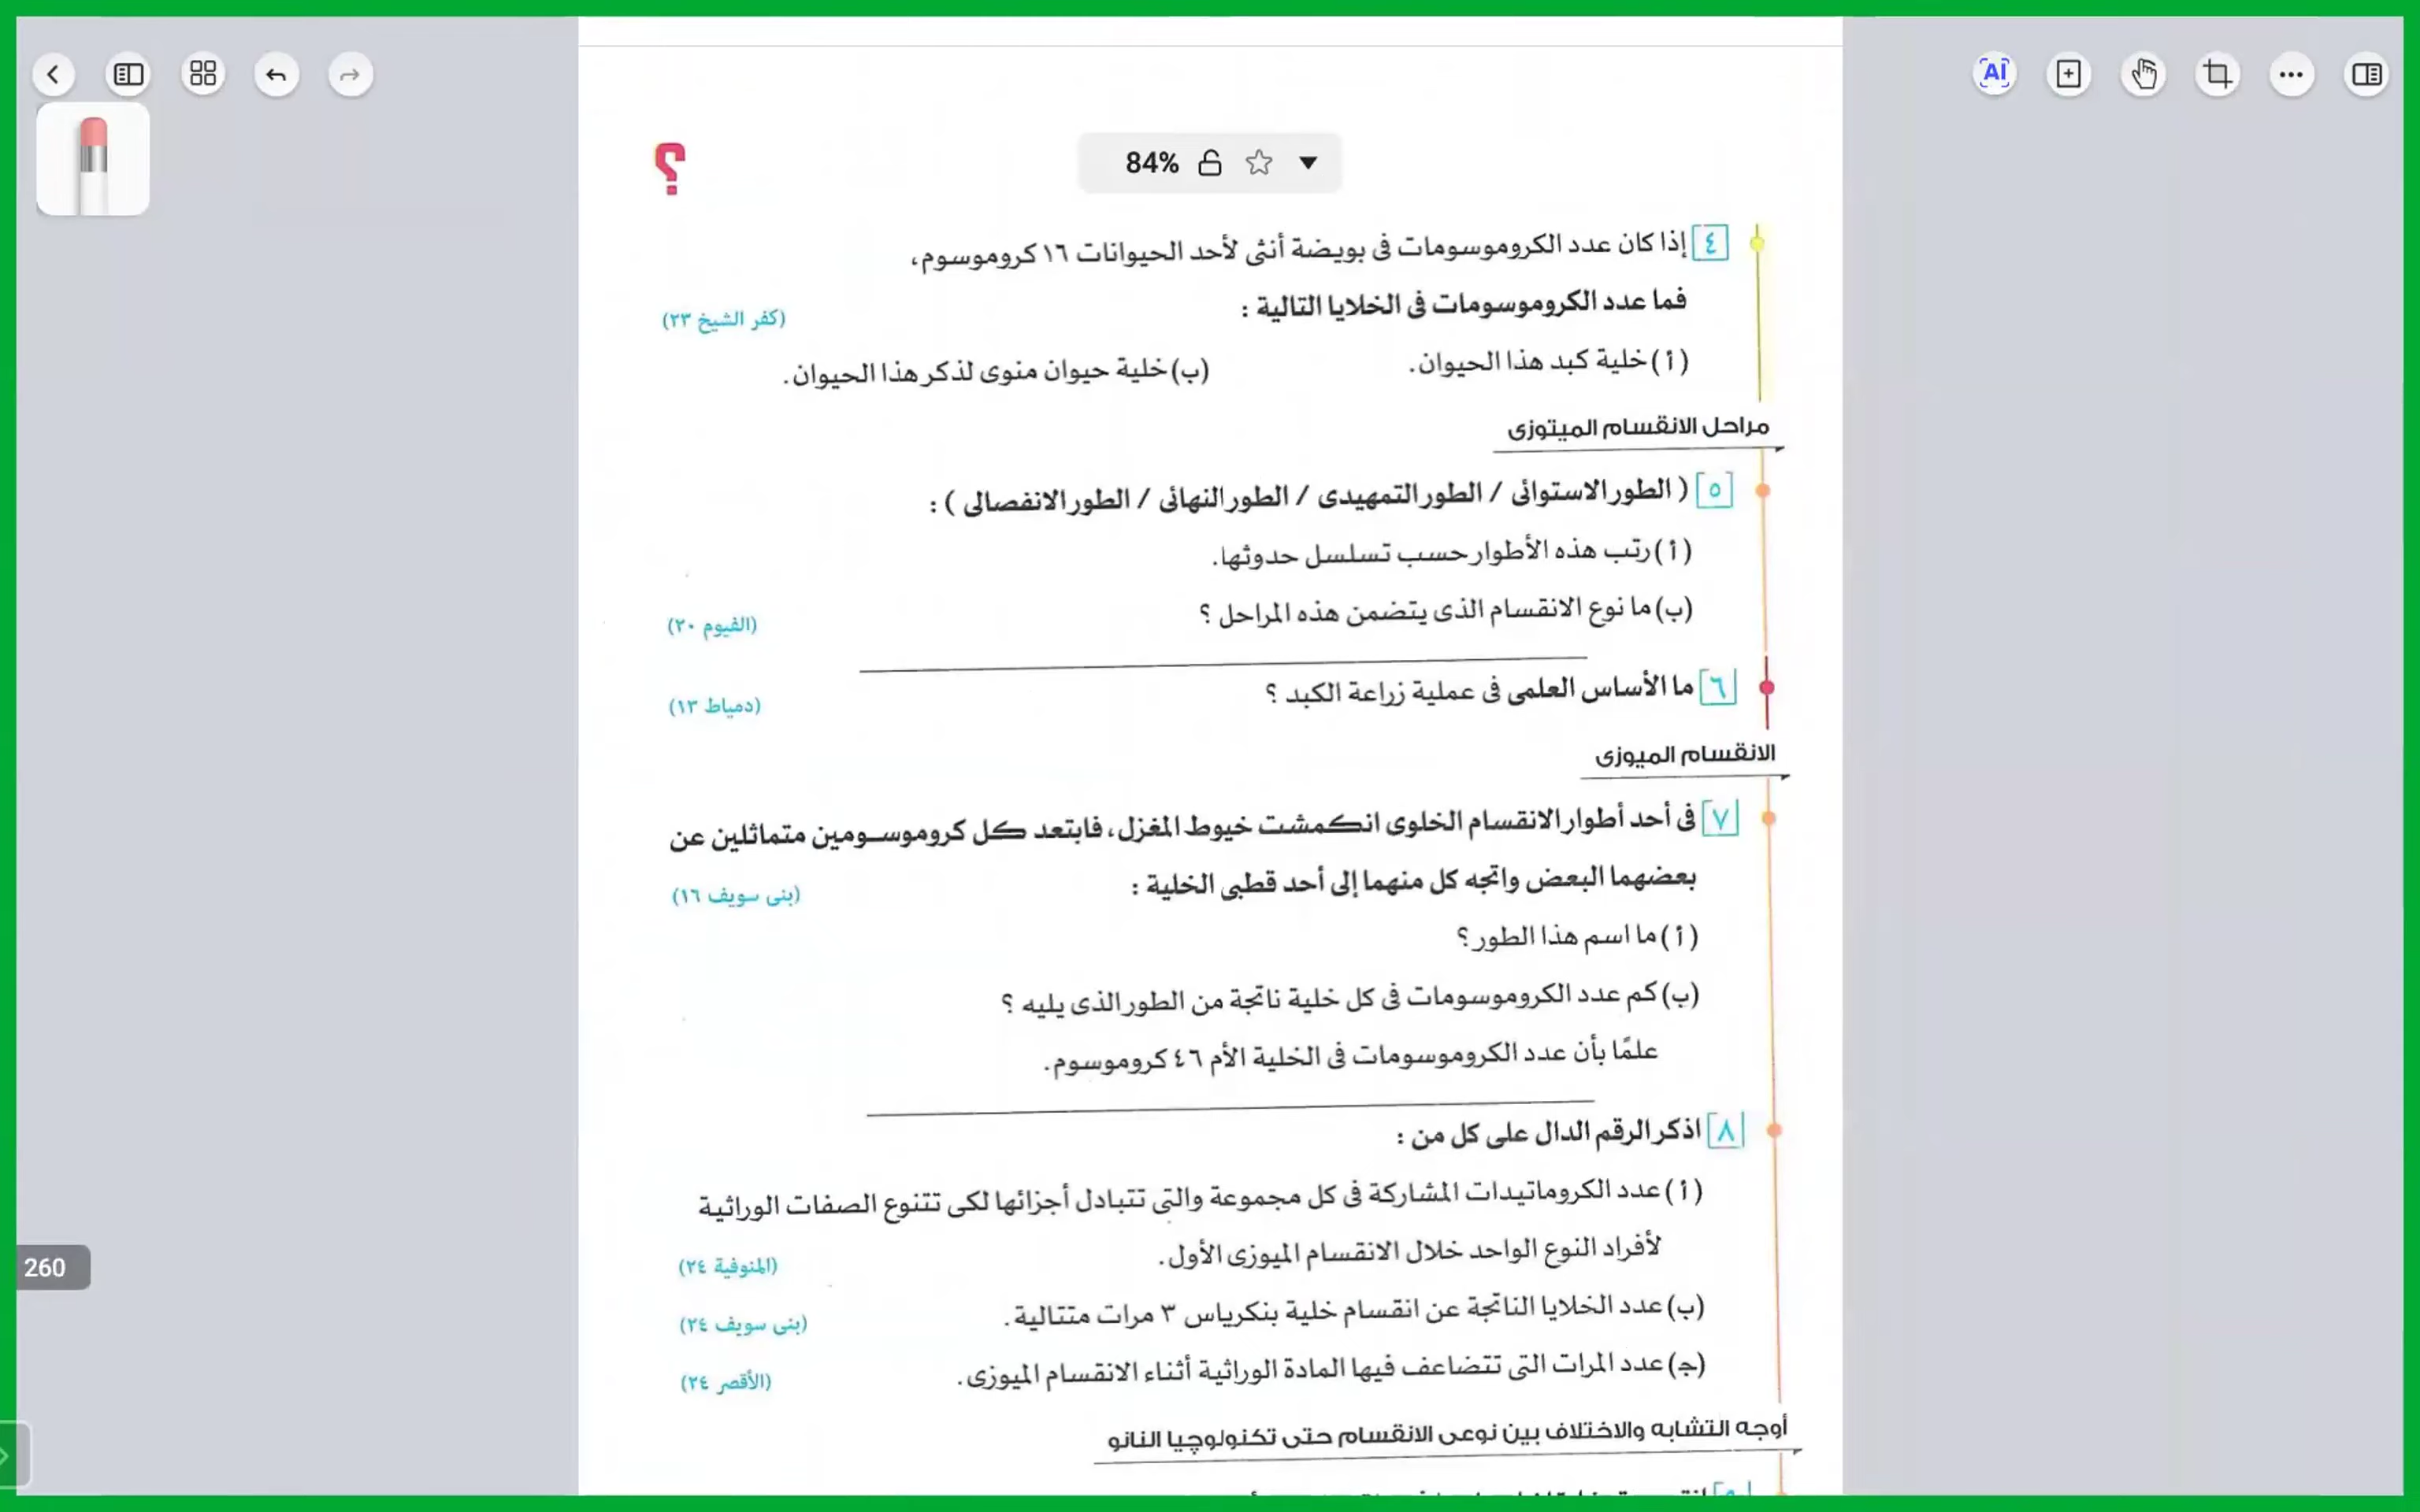 84%
؟
٤ إذا كان عدد الكروموسومات فى بويضة أنثى لأحد الحيوانات ١٦ كروموسوم،
فما عدد الكروموسومات فى الخلايا التالية : (كفر الشيخ ٢٣)
(أ) خلية كبد هذا الحيوان. (ب) خلية حيوان منوى لذكر هذا الحيوان.
مراحل الانقسام الميتوزى
٥ ( الطور الاستوائى / الطور التمهيدى / الطور النهائى / الطور الانفصالى ) :
(أ) رتب هذه الأطوار حسب تسلسل حدوثها.
(ب) ما نوع الانقسام الذى يتضمن هذه المراحل ؟ (الفيوم ٢٠)
٦ ما الأساس العلمى فى عملية زراعة الكبد ؟ (دمياط ١٣)
الانقسام الميوزى
٧ فى أحد أطوار الانقسام الخلوى انكمشت خيوط المغزل، فابتعد كل كروموسومين متماثلين عن
بعضهما البعض واتجه كل منهما إلى أحد قطبى الخلية : (بنى سويف ١٦)
(أ) ما اسم هذا الطور؟
(ب) كم عدد الكروموسومات فى كل خلية ناتجة من الطور الذى يليه ؟
علمًا بأن عدد الكروموسومات فى الخلية الأم ٤٦ كروموسوم.
٨ اذكر الرقم الدال على كل من :
(أ) عدد الكروماتيدات المشاركة فى كل مجموعة والتى تتبادل أجزائها لكى تتنوع الصفات الوراثية
لأفراد النوع الواحد خلال الانقسام الميوزى الأول. (المنوفية ٢٤)
(ب) عدد الخلايا الناتجة عن انقسام خلية بنكرياس ٣ مرات متتالية. (بنى سويف ٢٤)
(ج) عدد المرات التى تتضاعف فيها المادة الوراثية أثناء الانقسام الميوزى. (الأقصر ٢٤)
أوجه التشابه والاختلاف بين نوعى الانقسام حتى تكنولوچيا النانو
AI
260